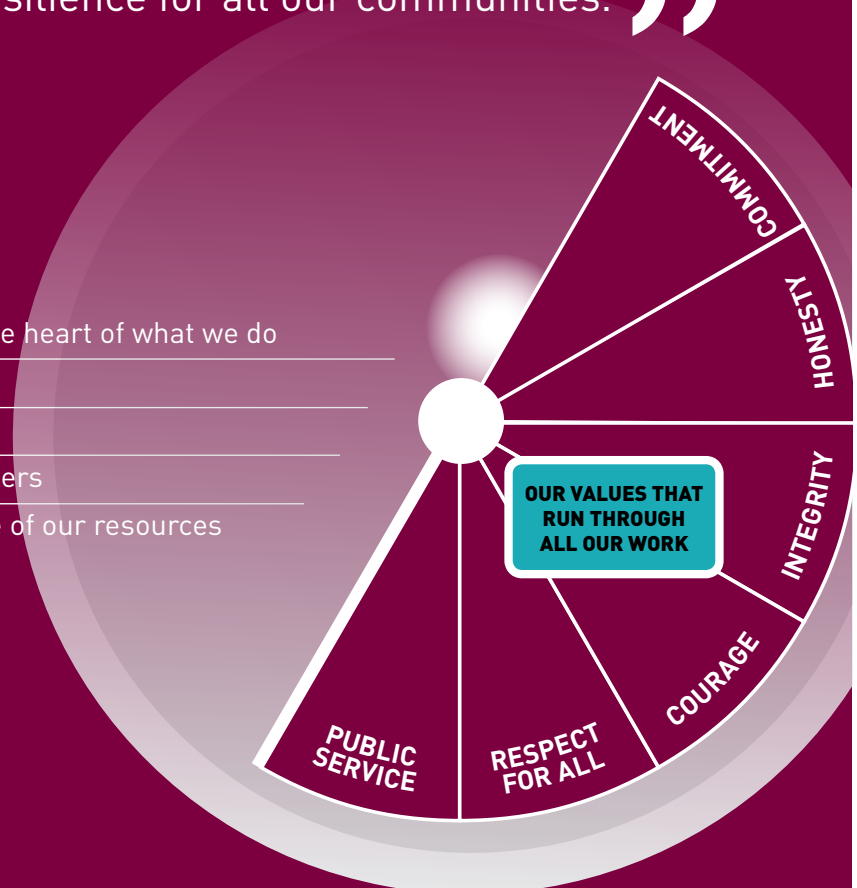 silience for all our communities.”
COMMITMENT
HONESTY
e heart of what we do
INTEGRITY
ers
OUR VALUES THAT
RUN THROUGH
ALL OUR WORK
of our resources
COURAGE
PUBLIC
SERVICE
RESPECT
FOR ALL